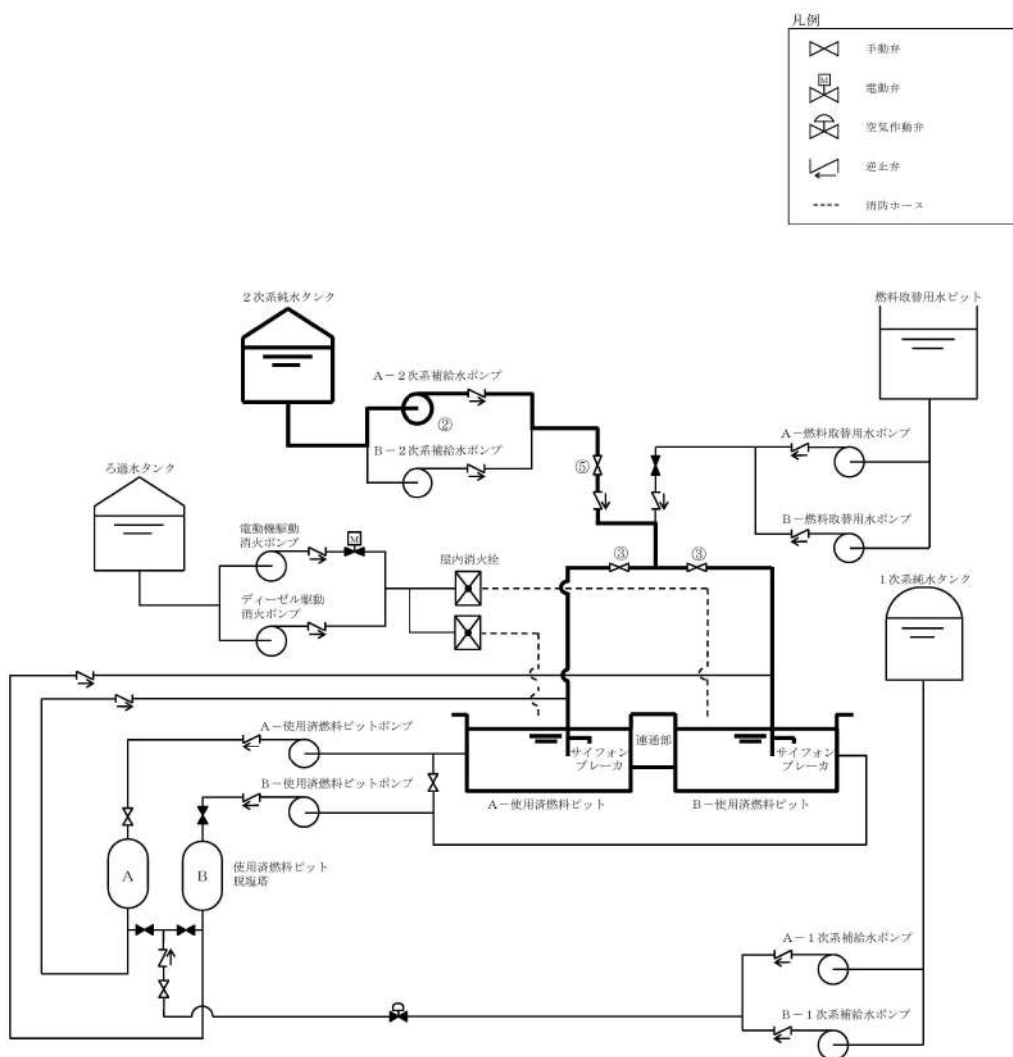 凡例
手動弁
M
電動弁
空気作動弁
逆止弁
消防ホース
2次系純水タンク
燃料取替用水ピット
A－2次系補給水ポンプ
②
B－2次系補給水ポンプ
⑤
A－燃料取替用水ポンプ
B－燃料取替用水ポンプ
ろ過水タンク
電動機駆動
消火ポンプ
M
ディーゼル駆動
消火ポンプ
屋内消火栓
③
③
1次系純水タンク
A－使用済燃料ピットポンプ
B－使用済燃料ピットポンプ
サイフォン
ブレーカ
連通部
サイフォン
ブレーカ
A－使用済燃料ピット
B－使用済燃料ピット
A
B
使用済燃料ピット
脱塩塔
A－1次系補給水ポンプ
B－1次系補給水ポンプ